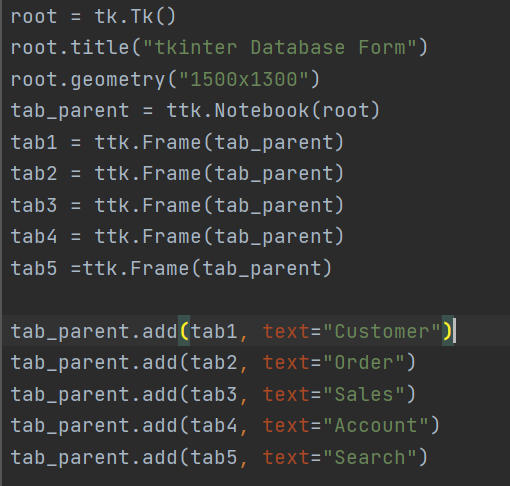 root = tk.Tk()
root.title("tkinter Database Form")
root.geometry("1500x1300")
tab_parent = ttk.Notebook(root)
tab1 = ttk.Frame(tab_parent)
tab2 = ttk.Frame(tab_parent)
tab3 = ttk.Frame(tab_parent)
tab4 = ttk.Frame(tab_parent)
tab5 =ttk.Frame(tab_parent)

tab_parent.add(tab1, text="Customer")
tab_parent.add(tab2, text="Order")
tab_parent.add(tab3, text="Sales")
tab_parent.add(tab4, text="Account")
tab_parent.add(tab5, text="Search")